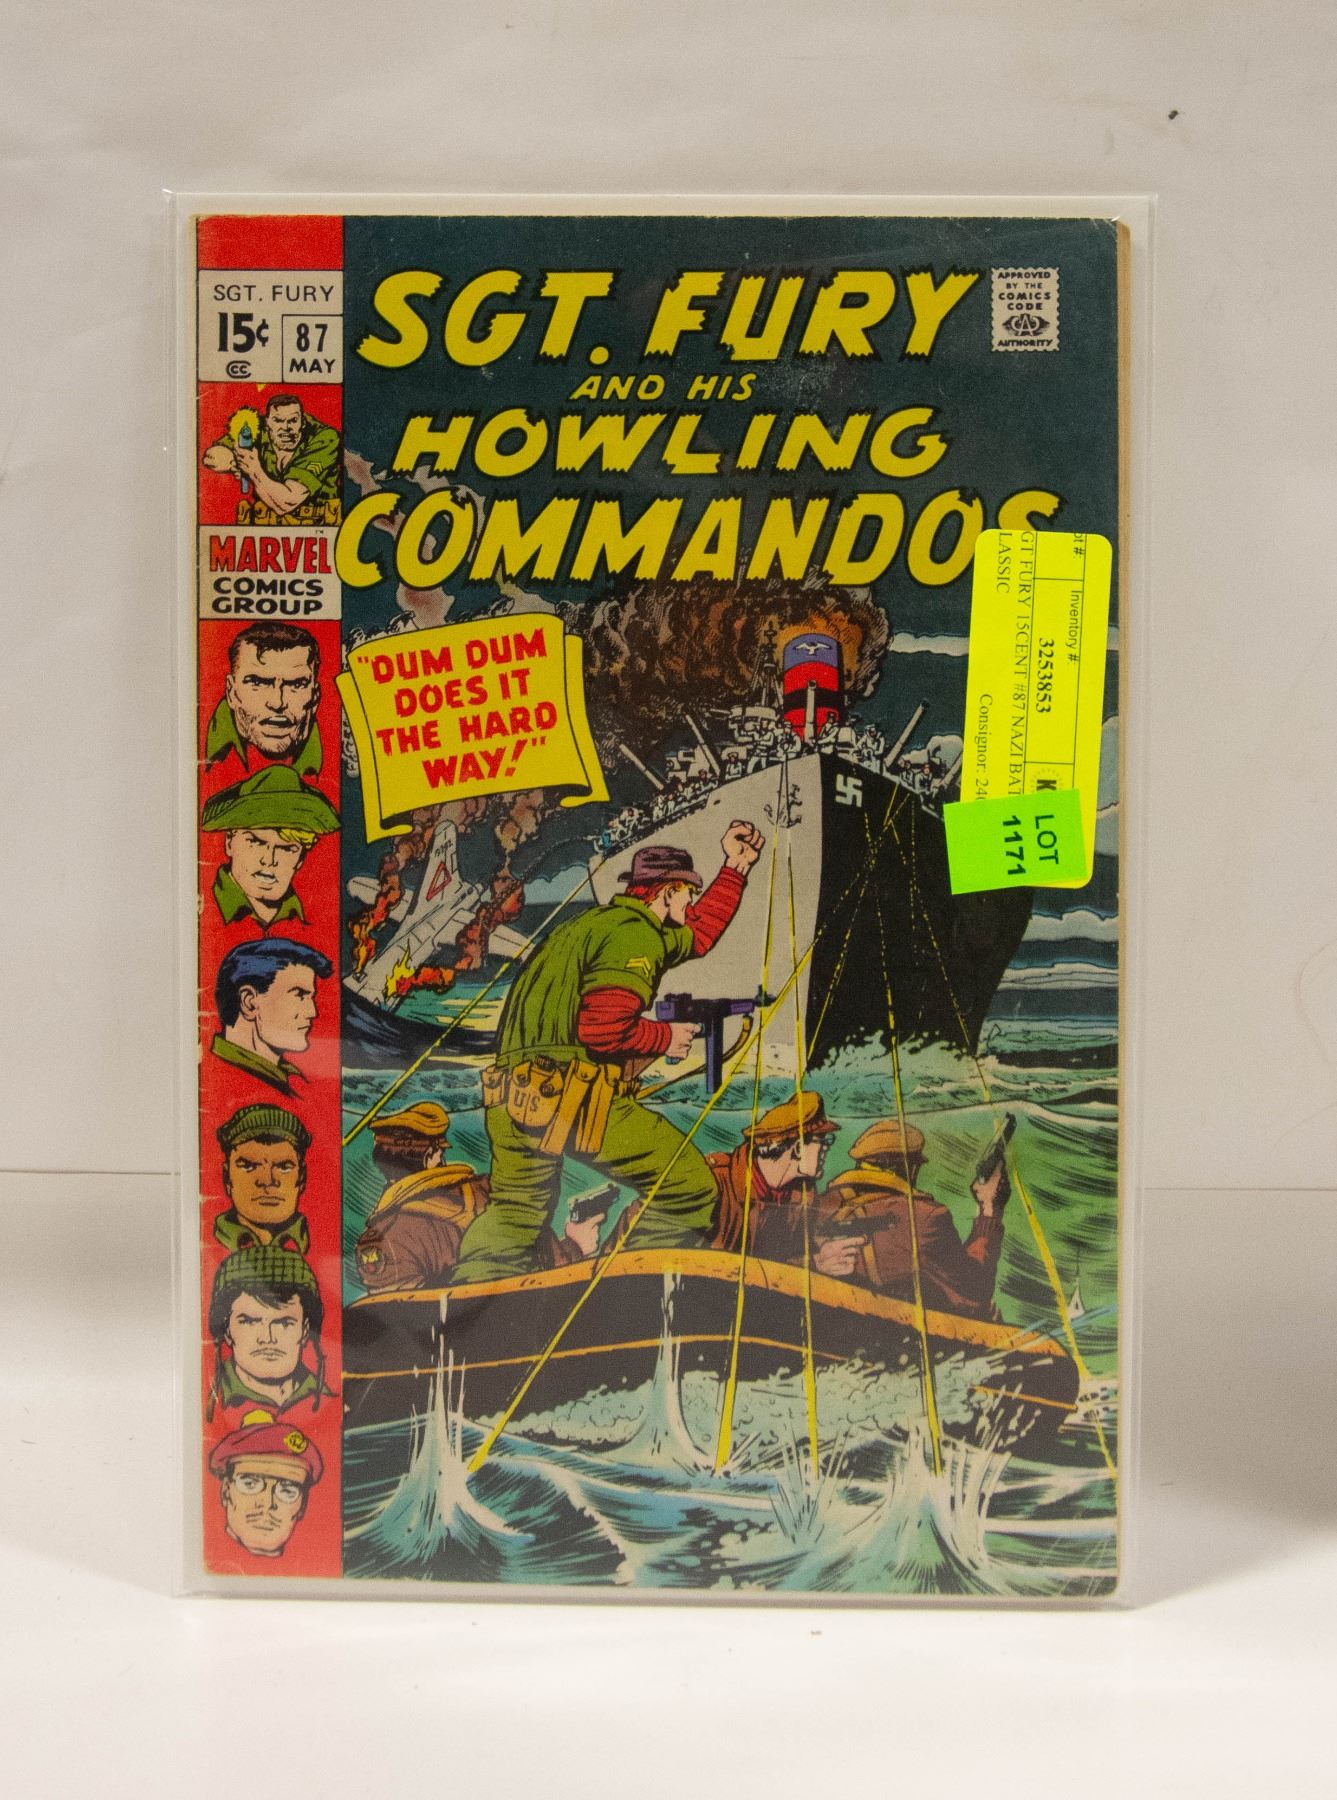 SGT. FURY
15¢
CC
87
MAY
MARVEL
COMICS
GROUP
SGT. FURY
AND HIS
HOWLING
COMMANDOS
APPROVED
BY THE
COMICS
CODE
CA
AUTHORITY
"DUM DUM
DOES IT
THE HARD
WAY!"
US
Inventory #:
3253853
GT FURY 15CENT #87 NAZI BAT
LASSIC
Consignor: 24
LOT
1171